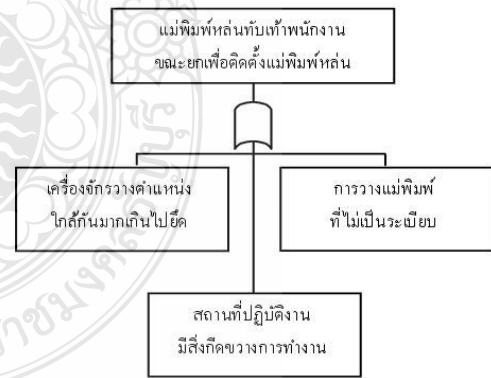 แม่พิมพ์หล่นทับเท้าพนักงาน
ขณะยกเพื่อติดตั้งแม่พิมพ์หล่น
เครื่องจักรวางตำแหน่ง
ใกล้กันมากเกินไปยึด
การวางแม่พิมพ์
ที่ไม่เป็นระเบียบ
สถานที่ปฏิบัติงาน
มีสิ่งกีดขวางการทำงาน